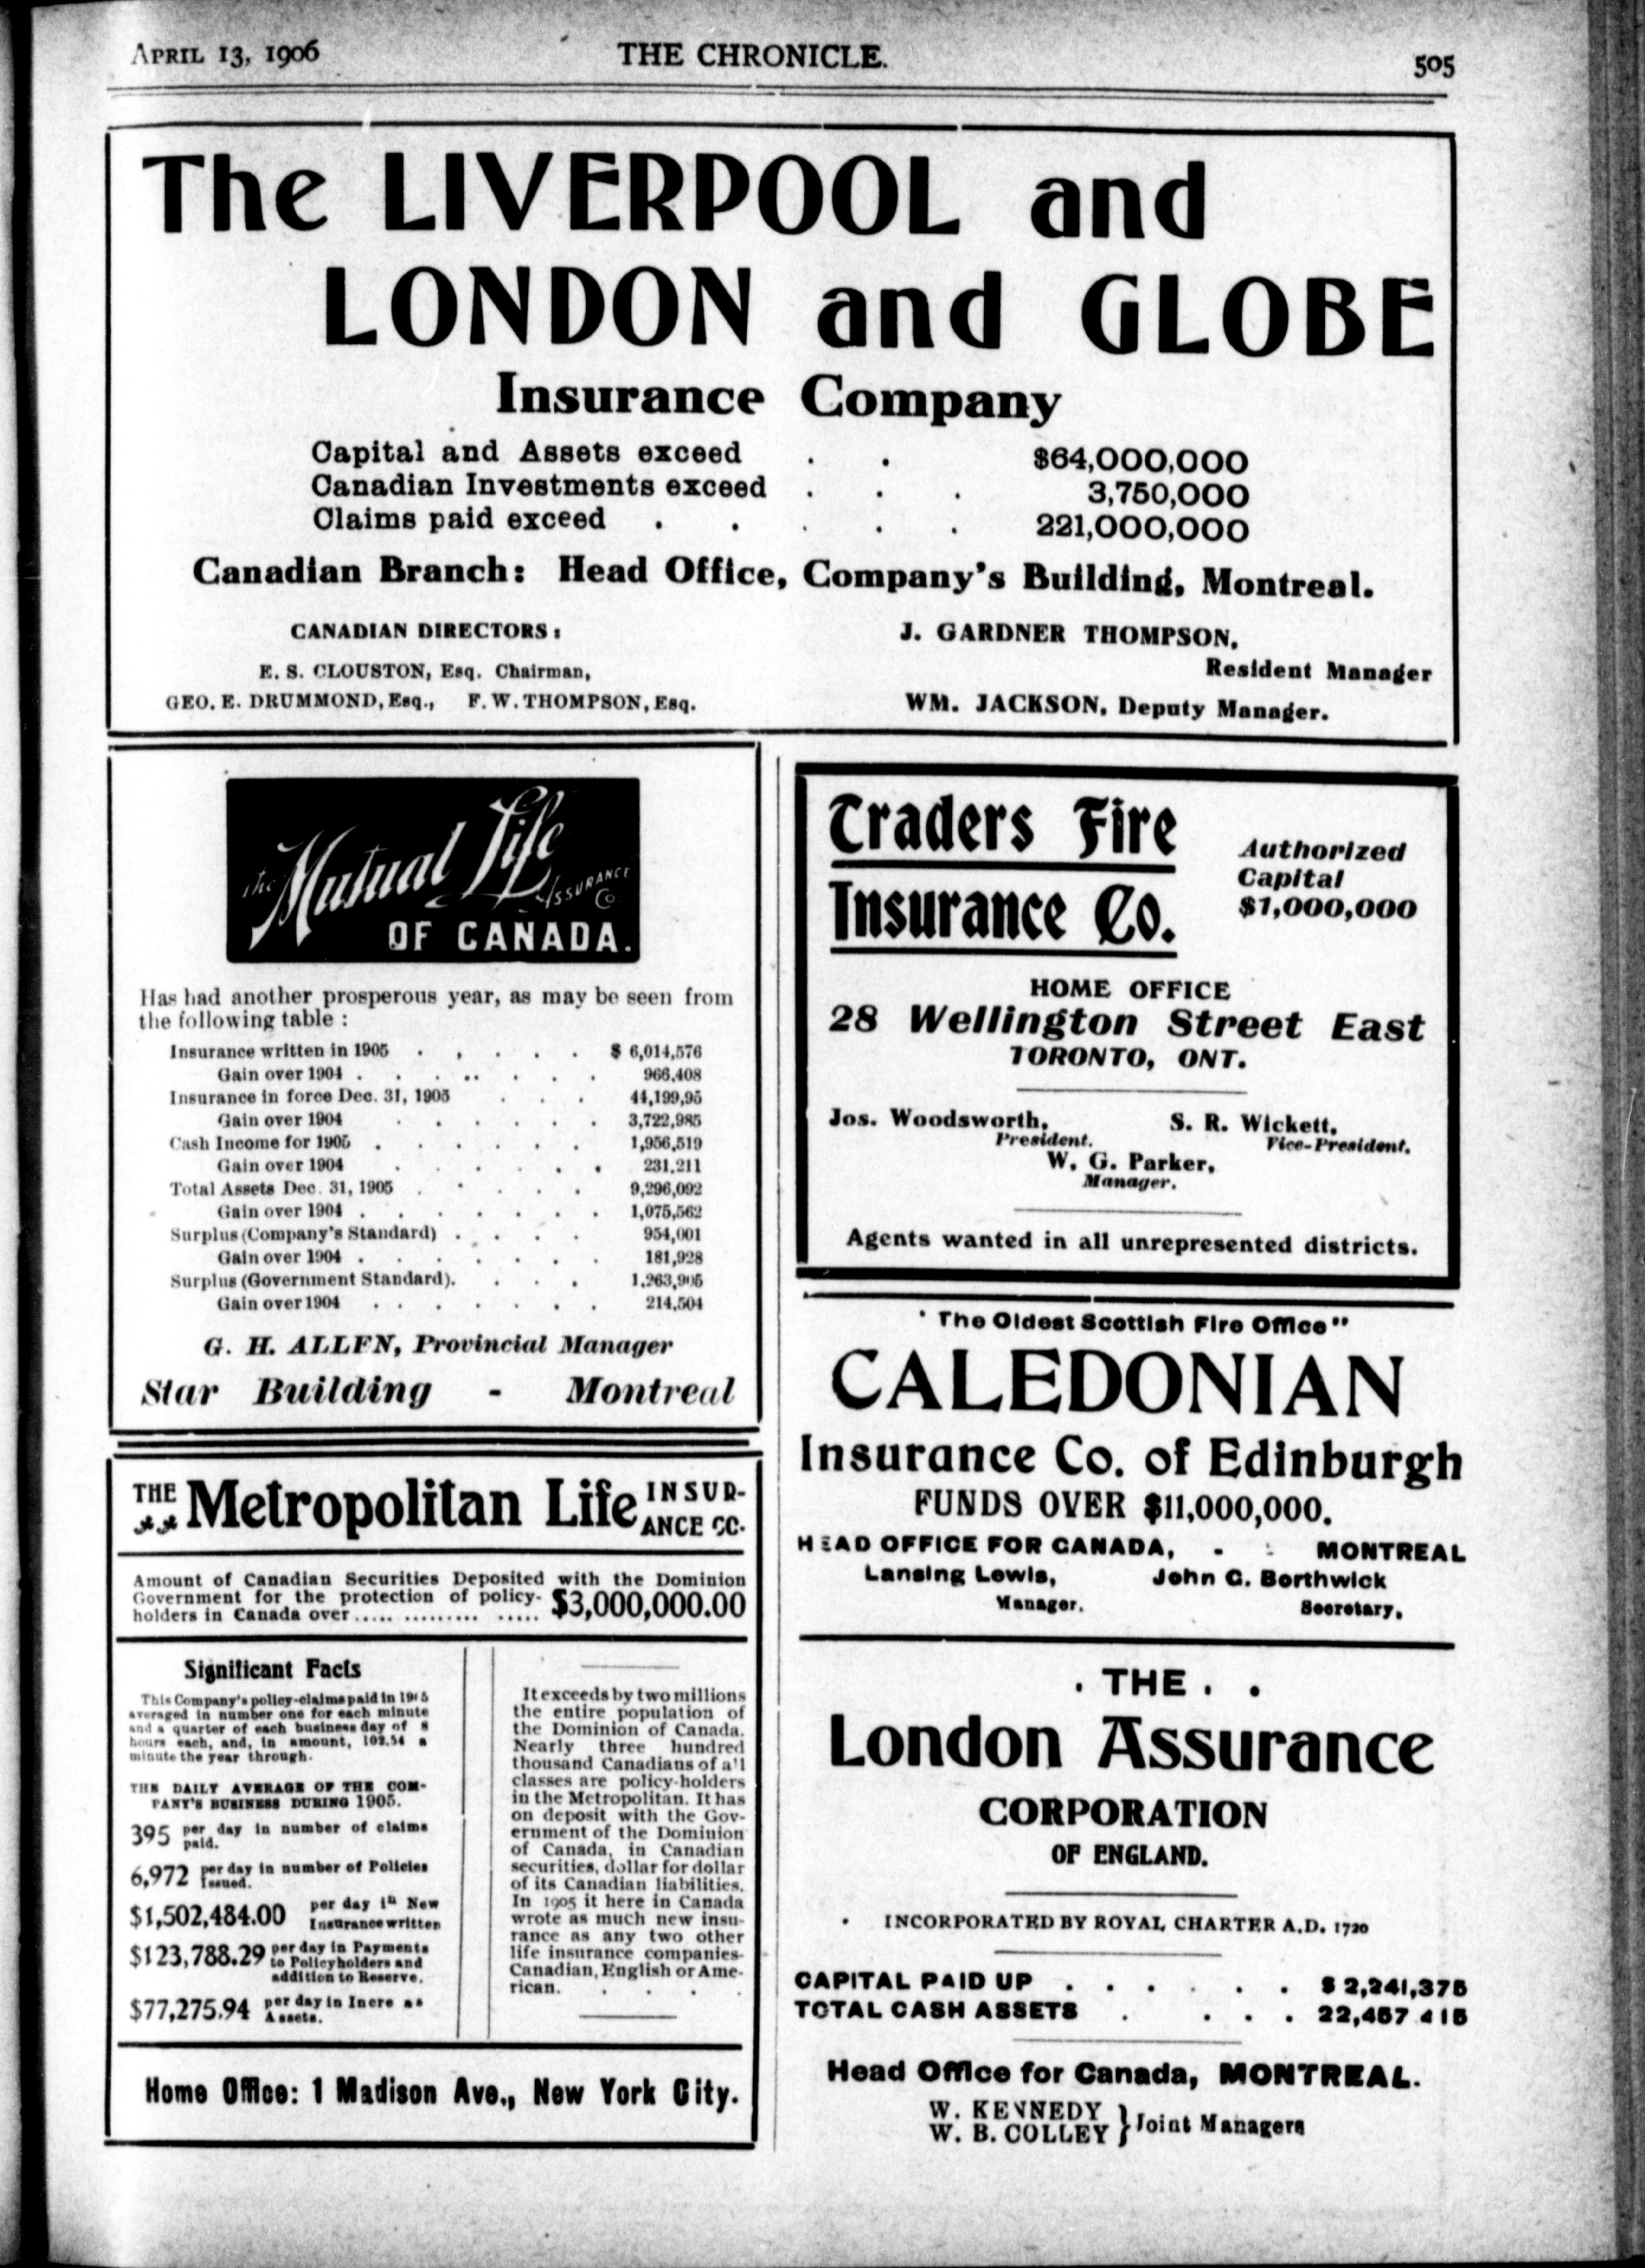 APRIL 13, 1906 THE CHRONICLE. 505
The LIVERPOOL and
LONDON and GLOBE
Insurance Company
Capital and Assets exceed . . $64,000,000
Canadian Investments exceed . . . 3,750,000
Claims paid exceed . . . . . 221,000,000
Canadian Branch: Head Office, Company's Building, Montreal.
CANADIAN DIRECTORS:
E. S. CLOUSTON, Esq. Chairman,
GEO. E. DRUMMOND, Esq., F. W. THOMPSON, Esq.
J. GARDNER THOMPSON,
Resident Manager
WM. JACKSON, Deputy Manager.
The Mutual Life
ASSURANCE
Co.
OF CANADA.
Has had another prosperous year, as may be seen from
the following table :
Insurance written in 1905 . . . . . . $ 6,014,576
Gain over 1904 . . . . . . . . 966,408
Insurance in force Dec. 31, 1905 . . . 44,199,95
Gain over 1904 . . . . . . . 3,722,985
Cash Income for 1905 . . . . . . 1,956,519
Gain over 1904 . . . . . . . 231,211
Total Assets Dec. 31, 1905 . . . . . 9,296,092
Gain over 1904 . . . . . . . . 1,075,562
Surplus (Company's Standard) . . . . . 954,001
Gain over 1904 . . . . . . . . 181,928
Surplus (Government Standard). . . . 1,263,905
Gain over 1904 . . . . . . . . 214,504
G. H. ALLEN, Provincial Manager
Star Building - Montreal
THE Metropolitan Life INSUR-
ANCE CO.
Amount of Canadian Securities Deposited with the Dominion
Government for the protection of policy-
holders in Canada over..... ......... ..... $3,000,000.00
Significant Facts
This Company's policy-claims paid in 1905
averaged in number one for each minute
and a quarter of each business day of 8
hours each, and, in amount, 102.54 a
minute the year through.
THE DAILY AVERAGE OF THE COM-
PANY'S BUSINESS DURING 1905.
395 per day in number of claims
paid.
6,972 per day in number of Policies
Issued.
$1,502,484.00 per day in New
Insurance written
$123,788.29 per day in Payments
to Policyholders and
addition to Reserve.
$77,275.94 per day in Incre as
Assets.
It exceeds by two millions
the entire population of
the Dominion of Canada.
Nearly three hundred
thousand Canadians of all
classes are policy-holders
in the Metropolitan. It has
on deposit with the Gov-
ernment of the Dominion
of Canada, in Canadian
securities, dollar for dollar
of its Canadian liabilities.
In 1905 it here in Canada
wrote as much new insu-
rance as any two other
life insurance companies-
Canadian, English or Ame-
rican. . . . .
Home Office: 1 Madison Ave., New York City.
Traders Fire
Insurance Co.
Authorized
Capital
$1,000,000
HOME OFFICE
28 Wellington Street East
TORONTO, ONT.
Jos. Woodsworth, S. R. Wickett,
President. Vice-President.
W. G. Parker,
Manager.
Agents wanted in all unrepresented districts.
' The Oldest Scottish Fire Office"
CALEDONIAN
Insurance Co. of Edinburgh
FUNDS OVER $11,000,000.
HEAD OFFICE FOR CANADA, - MONTREAL
Lansing Lewis, John G. Borthwick
Manager. Secretary,
. THE . .
London Assurance
CORPORATION
OF ENGLAND.
INCORPORATED BY ROYAL CHARTER A.D. 1720
CAPITAL PAID UP . . . . . . $ 2,241,375
TOTAL CASH ASSETS . . . . 22,457 415
Head Office for Canada, MONTREAL.
W. KENNEDY
W. B. COLLEY } Joint Managers